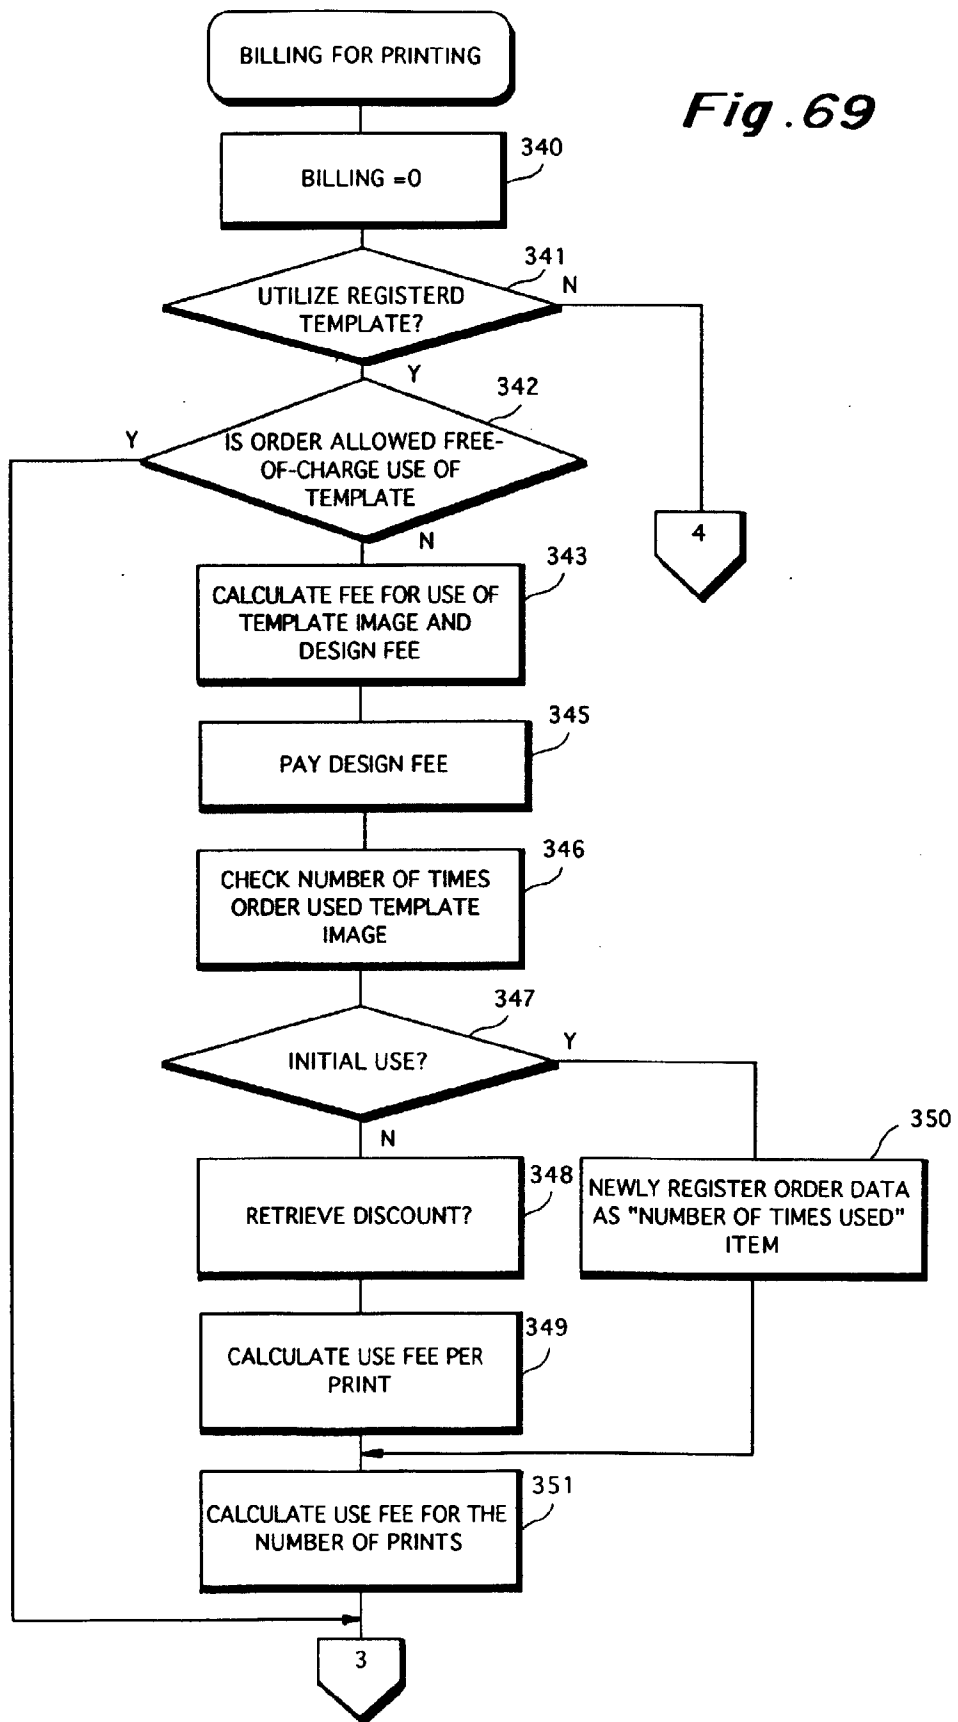 BILLING FOR PRINTING
Fig.69
340
BILLING =0
341
N
UTILIZE REGISTERD
TEMPLATE?
Y
342
Y
IS ORDER ALLOWED FREE-
OF-CHARGE USE OF
TEMPLATE
N
4
343
CALCULATE FEE FOR USE OF
TEMPLATE IMAGE AND
DESIGN FEE
345
PAY DESIGN FEE
346
CHECK NUMBER OF TIMES
ORDER USED TEMPLATE
IMAGE
347
Y
INITIAL USE?
N
350
NEWLY REGISTER ORDER DATA
AS "NUMBER OF TIMES USED"
ITEM
348
RETRIEVE DISCOUNT?
349
CALCULATE USE FEE PER
PRINT
351
CALCULATE USE FEE FOR THE
NUMBER OF PRINTS
3